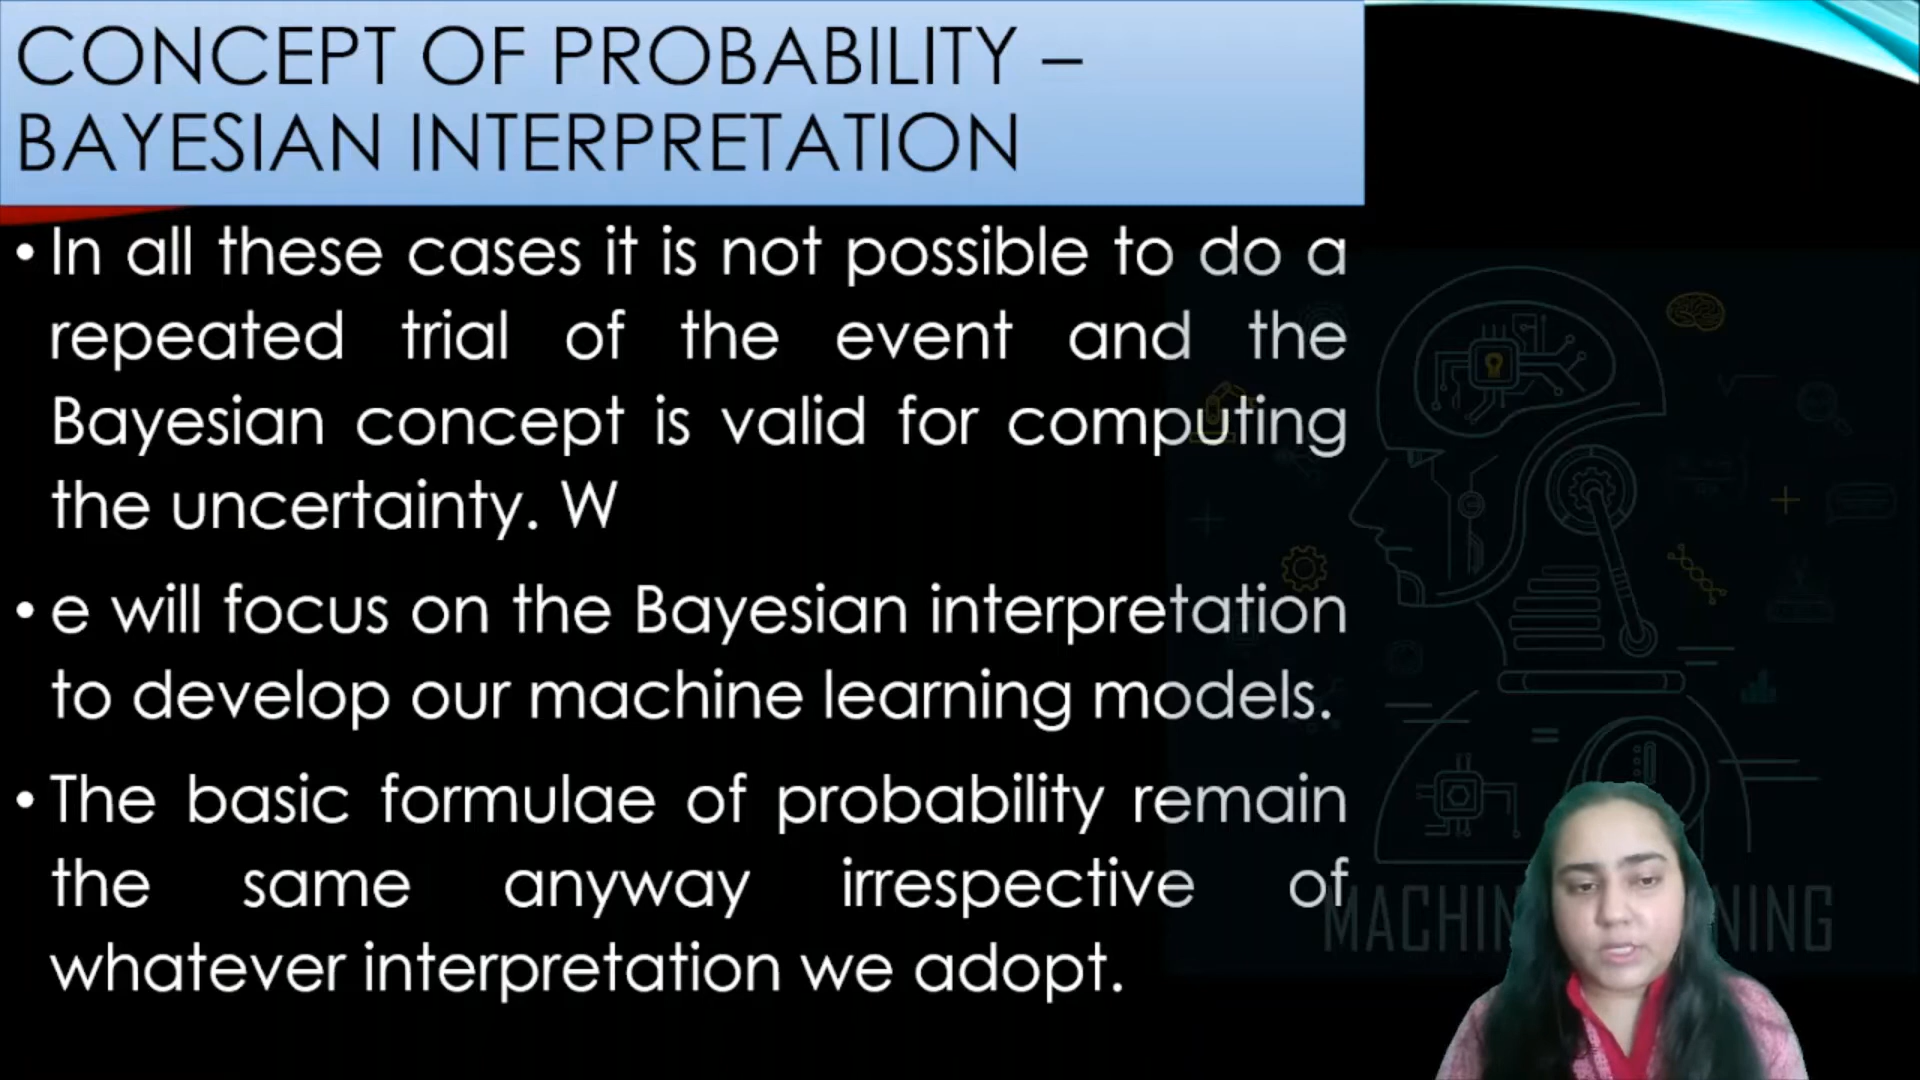 CONCEPT OF PROBABILITY –
BAYESIAN INTERPRETATION
• In all these cases it is not possible to do a
repeated trial of the event and the
Bayesian concept is valid for computing
the uncertainty. W
• e will focus on the Bayesian interpretation
to develop our machine learning models.
• The basic formulae of probability remain
the same anyway irrespective of
whatever interpretation we adopt.